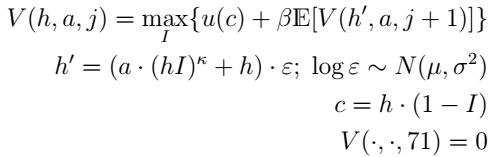 V(h, a, j) = max_I {u(c) + β𝔼[V(h′, a, j + 1)]}
h′ = (a · (hI)^κ + h) · ε; log ε ∼ N(μ, σ²)
c = h · (1 − I)
V(·, ·, 71) = 0